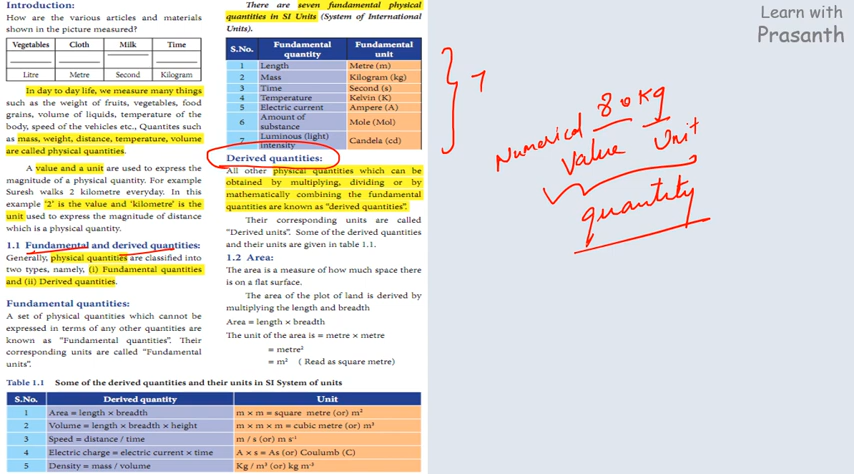 Introduction:
How are the various articles and materials
shown in the picture measured?
Vegetables Cloth Milk Time
Litre Metre Second Kilogram
In day to day life, we measure many things
such as the weight of fruits, vegetables, food
grains, volume of liquids, temperature of the
body, speed of the vehicles etc., Quantites such
as mass, weight, distance, temperature, volume
are called physical quantities.
A value and a unit are used to express the
magnitude of a physical quantity. For example
Suresh walks 2 kilometre everyday. In this
example '2' is the value and 'kilometre' is the
unit used to express the magnitude of distance
which is a physical quantity.
1.1 Fundamental and derived quantities:
Generally, physical quantities are classified into
two types, namely, (i) Fundamental quantities
and (ii) Derived quantities.
Fundamental quantities:
A set of physical quantities which cannot be
expressed in terms of any other quantities are
known as "Fundamental quantities". Their
corresponding units are called "Fundamental
units".
There are seven fundamental physical
quantities in SI Units (System of International
Units).
S.No. Fundamental quantity Fundamental unit
1 Length Metre (m)
2 Mass Kilogram (kg)
3 Time Second (s)
4 Temperature Kelvin (K)
5 Electric current Ampere (A)
6 Amount of substance Mole (Mol)
7 Luminous (light) intensity Candela (cd)
Derived quantities:
All other physical quantities which can be
obtained by multiplying, dividing or by
mathematically combining the fundamental
quantities are known as "derived quantities".
Their corresponding units are called
"Derived units". Some of the derived quantities
and their units are given in table 1.1.
1.2 Area:
The area is a measure of how much space there
is on a flat surface.
The area of the plot of land is derived by
multiplying the length and breadth
Area = length × breadth
The unit of the area is = metre × metre
= metre²
= m² ( Read as square metre)
Table 1.1 Some of the derived quantities and their units in SI System of units
S.No. Derived quantity Unit
1 Area = length × breadth m × m = square metre (or) m²
2 Volume = length × breadth × height m × m × m = cubic metre (or) m³
3 Speed = distance / time m / s (or) m s⁻¹
4 Electric charge = electric current × time A × s = As (or) Coulumb (C)
5 Density = mass / volume Kg / m³ (or) kg m⁻³
7
80 Kg
Numerical Value Unit
quantity
Learn with
Prasanth